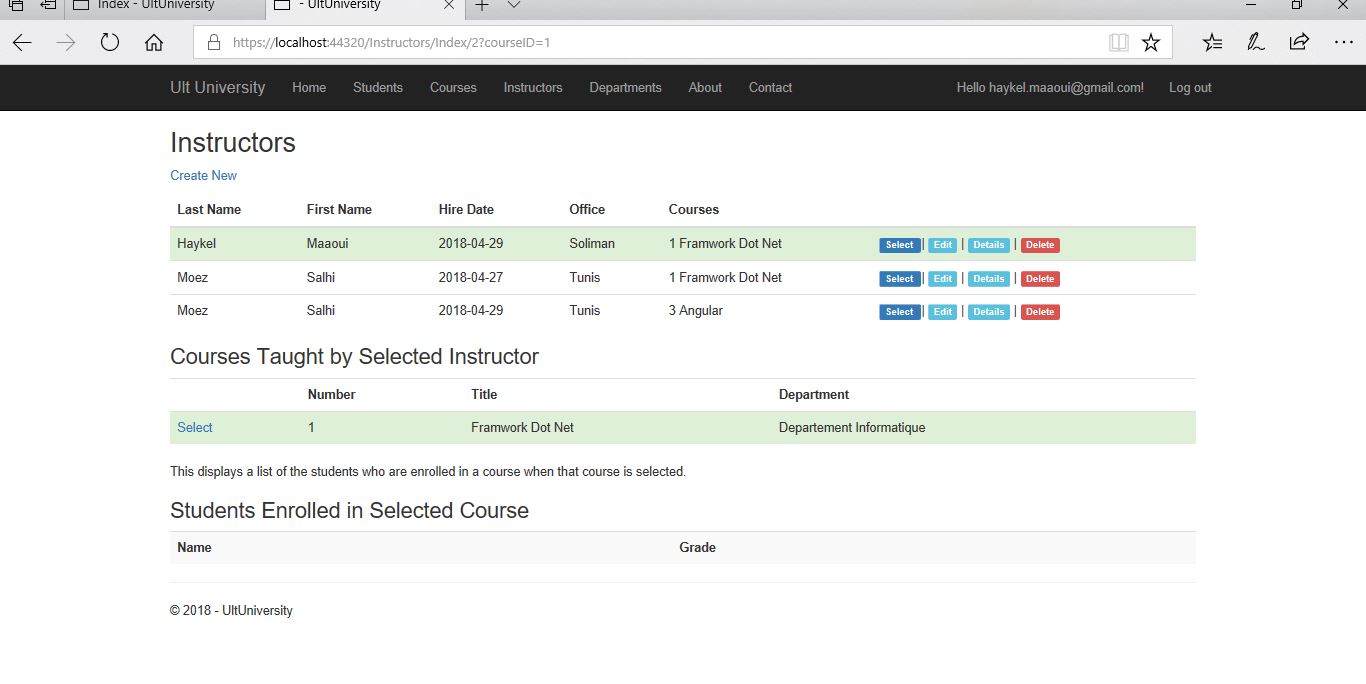 Index - UltUniversity
- UltUniversity
https://localhost:44320/Instructors/Index/2?courseID=1
Ult University Home Students Courses Instructors Departments About Contact Hello haykel.maaoui@gmail.com! Log out
Instructors
Create New
Last Name First Name Hire Date Office Courses
Haykel Maaoui 2018-04-29 Soliman 1 Framwork Dot Net Select | Edit | Details | Delete
Moez Salhi 2018-04-27 Tunis 1 Framwork Dot Net Select | Edit | Details | Delete
Moez Salhi 2018-04-29 Tunis 3 Angular Select | Edit | Details | Delete
Courses Taught by Selected Instructor
Number Title Department
Select 1 Framwork Dot Net Departement Informatique
This displays a list of the students who are enrolled in a course when that course is selected.
Students Enrolled in Selected Course
Name Grade
© 2018 - UltUniversity